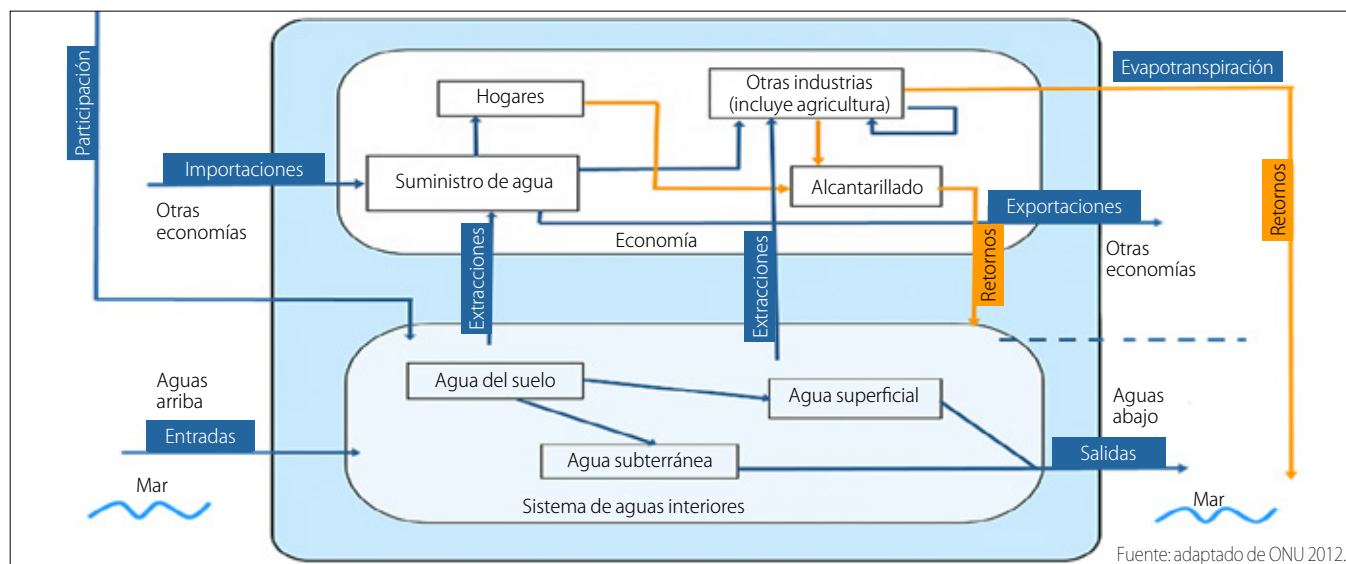 Participación
Importaciones
Otras
economías
Hogares
Suministro de agua
Otras industrias
(incluye agricultura)
Alcantarillado
Economía
Evapotranspiración
Exportaciones
Otras
economías
Retornos
Retornos
Extracciones
Extracciones
Aguas
arriba
Entradas
Mar
Agua del suelo
Agua superficial
Agua subterránea
Sistema de aguas interiores
Aguas
abajo
Salidas
Mar
Fuente: adaptado de ONU 2012.